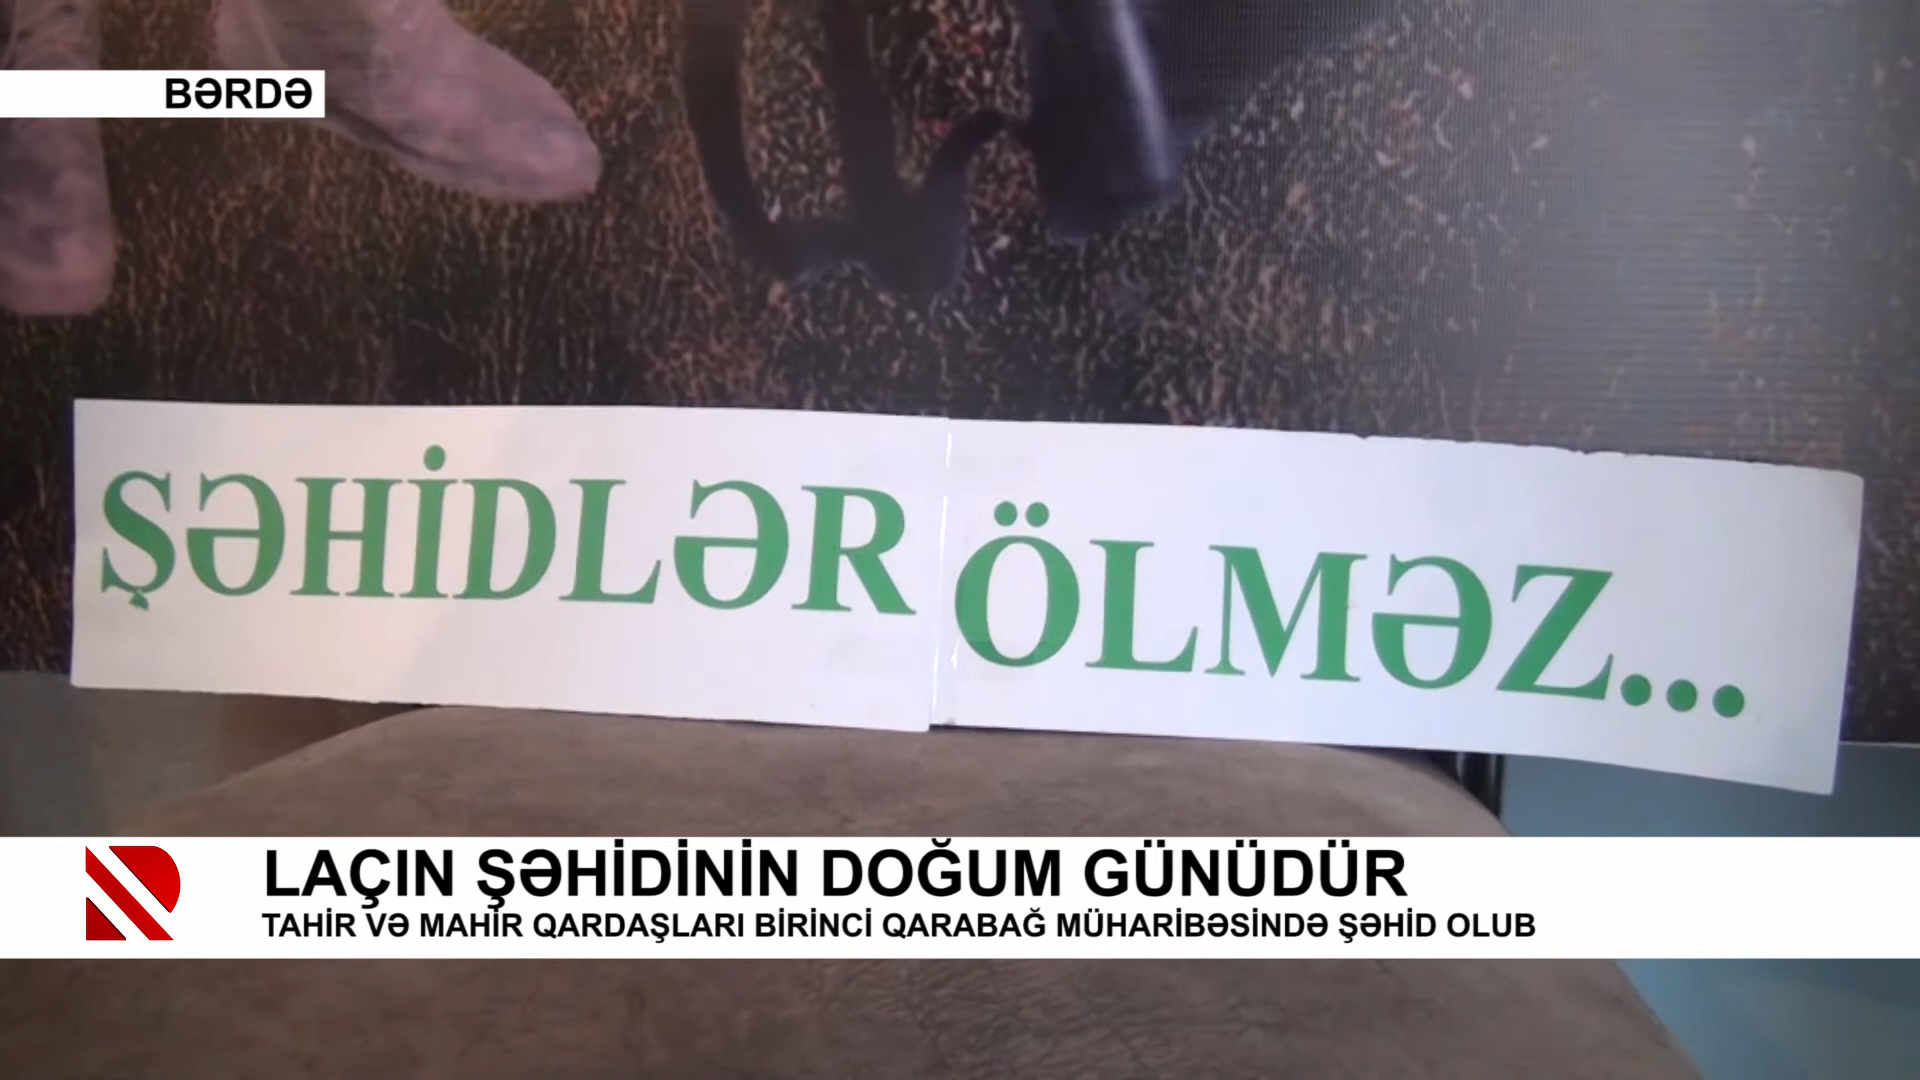 BƏRDƏ
ŞƏHİDLƏR ÖLMƏZ...
LAÇIN ŞƏHİDİNİN DOĞUM GÜNÜDÜR
TAHİR VƏ MAHİR QARDAŞLARI BİRİNCİ QARABAĞ MÜHARİBƏSİNDƏ ŞƏHİD OLUB